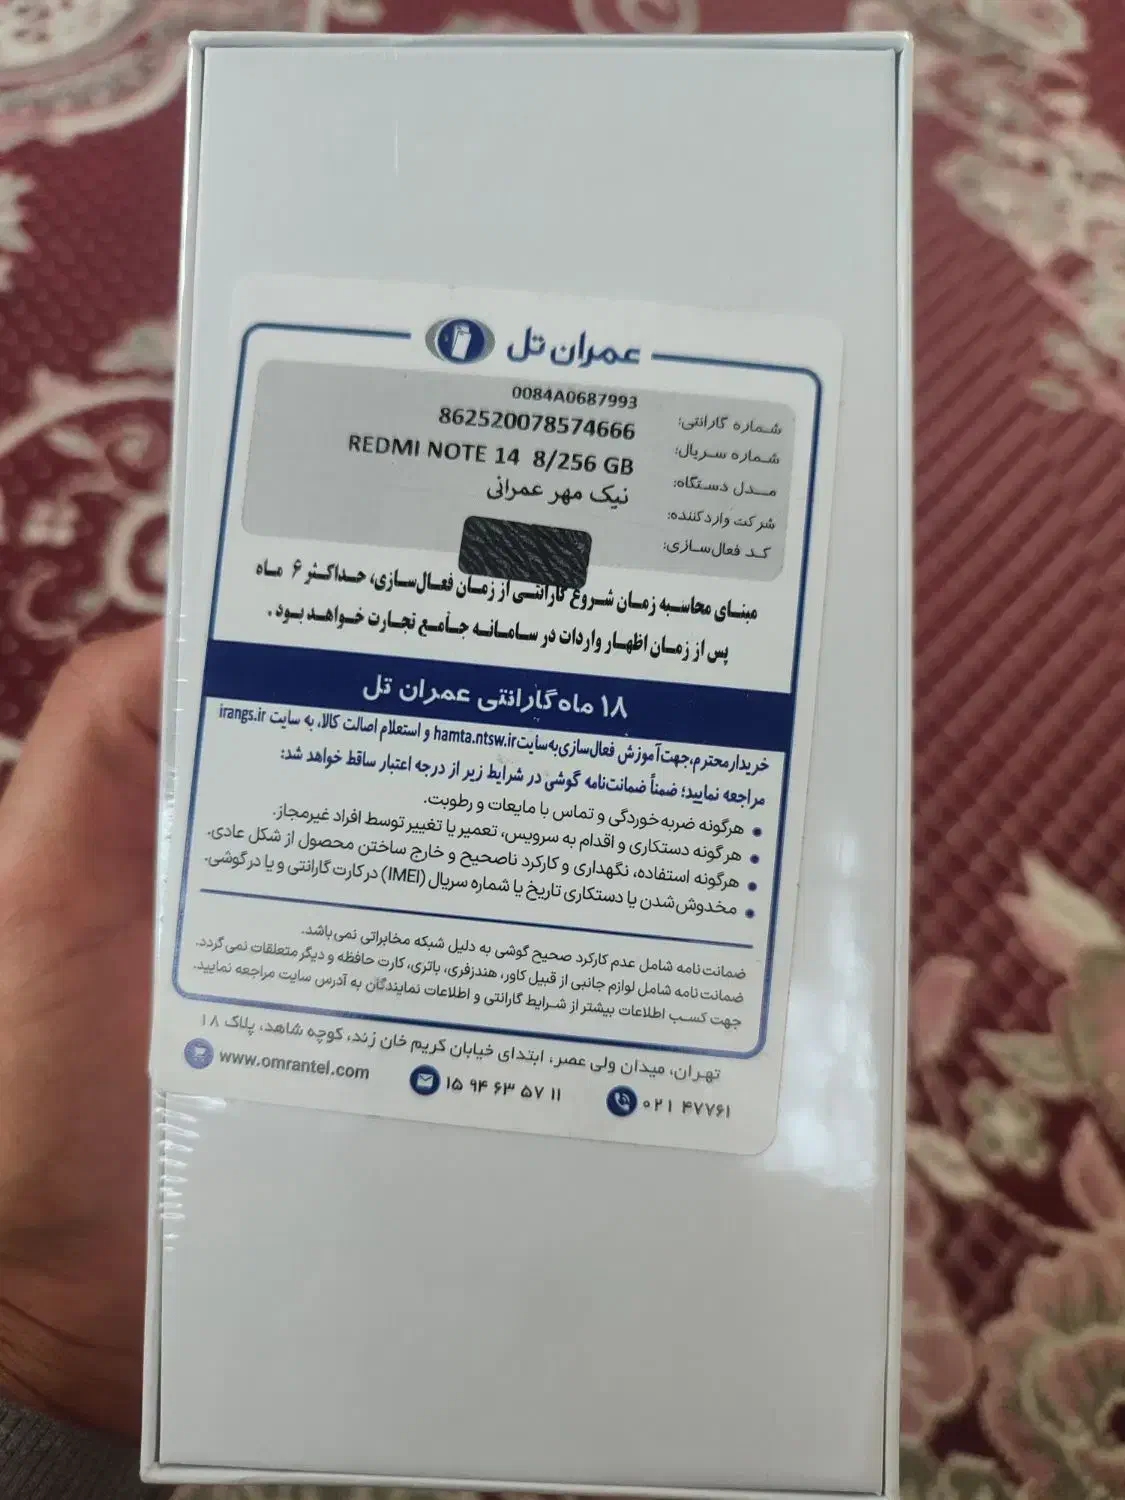 عمران تل
شماره گارانتی: 0084A0687993
شماره سریال: 862520078574666
مدل دستگاه: REDMI NOTE 14 8/256 GB
شرکت واردکننده: نیک مهر عمرانی
کد فعال‌سازی:
مبنای محاسبه زمان شروع گارانتی از زمان فعال‌سازی، حداکثر ۶ ماه
پس از زمان اظهار واردات در سامانه جامع تجارت خواهد بود.
۱۸ ماه گارانتی عمران تل
خریدار محترم، جهت آموزش فعال‌سازی به سایت hamta.ntsw.ir و استعلام اصالت کالا، به سایت irangs.ir
مراجعه نمایید؛ ضمناً ضمانت‌نامه گوشی در شرایط زیر از درجه اعتبار ساقط خواهد شد:
• هرگونه ضربه خوردگی و تماس با مایعات و رطوبت.
• هرگونه دستکاری و اقدام به سرویس، تعمیر یا تغییر توسط افراد غیرمجاز.
• هرگونه استفاده، نگهداری و کارکرد ناصحیح و خارج ساختن محصول از شکل عادی.
• مخدوش شدن یا دستکاری تاریخ یا شماره سریال (IMEI) در کارت گارانتی و یا در گوشی.
ضمانت نامه شامل عدم کارکرد صحیح گوشی به دلیل شبکه مخابراتی نمی باشد.
ضمانت نامه شامل لوازم جانبی از قبیل کاور، هندزفری، باتری، کارت حافظه و دیگر متعلقات نمی گردد.
جهت کسب اطلاعات بیشتر از شرایط گارانتی و اطلاعات نمایندگان به آدرس سایت مراجعه نمایید.
تهران، میدان ولی عصر، ابتدای خیابان کریم خان زند، کوچه شاهد، پلاک ۱۸
۰۲۱ ۴۷۷۶۱ ۱۵ ۹۴ ۶۳ ۵۷ ۱۱ www.omrantel.com